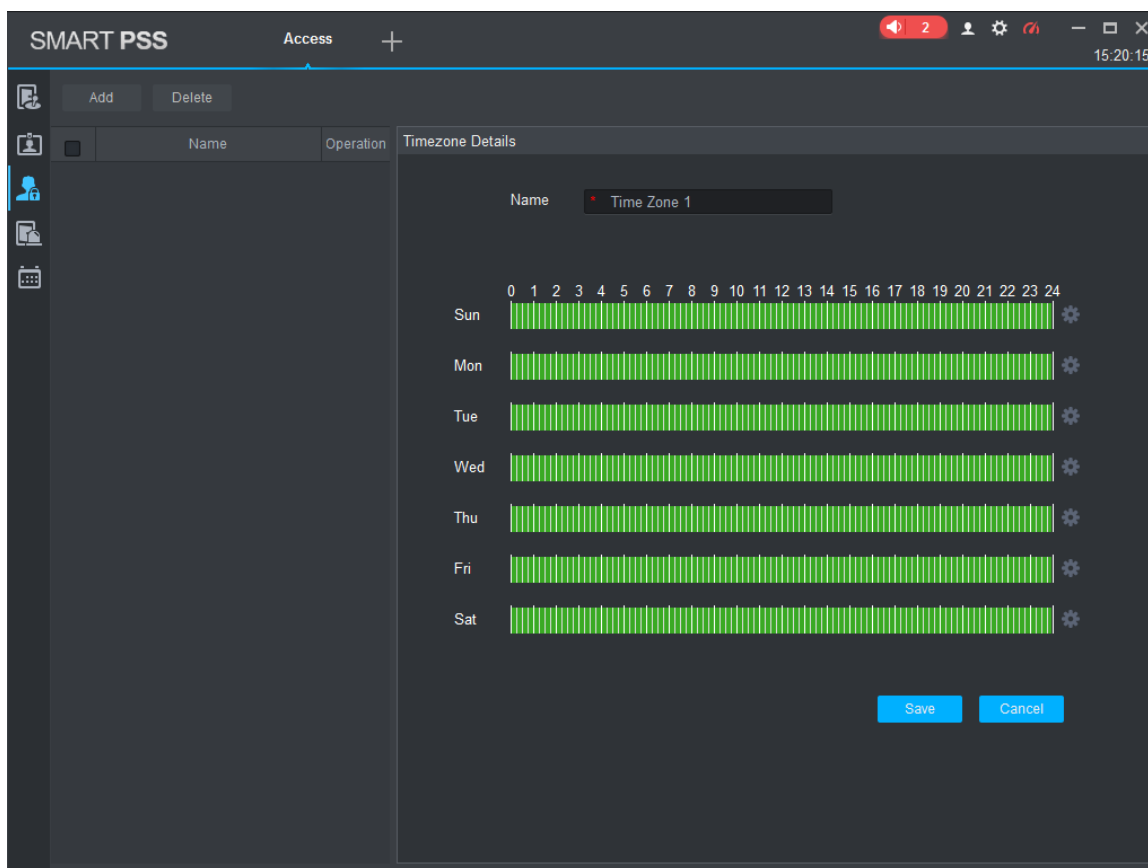 SMART PSS
Access
2
15:20:15
Add Delete
Name Operation
Timezone Details
Name * Time Zone 1
0 1 2 3 4 5 6 7 8 9 10 11 12 13 14 15 16 17 18 19 20 21 22 23 24
Sun
Mon
Tue
Wed
Thu
Fri
Sat
Save Cancel